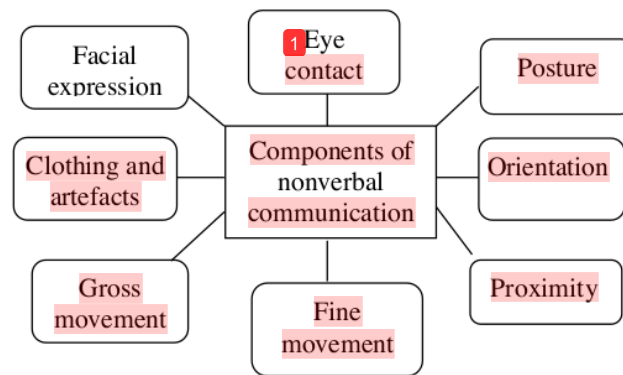 Facial
expression
1
Eye
contact
Posture
Clothing and
artefacts
Components of
nonverbal
communication
Orientation
Gross
movement
Fine
movement
Proximity